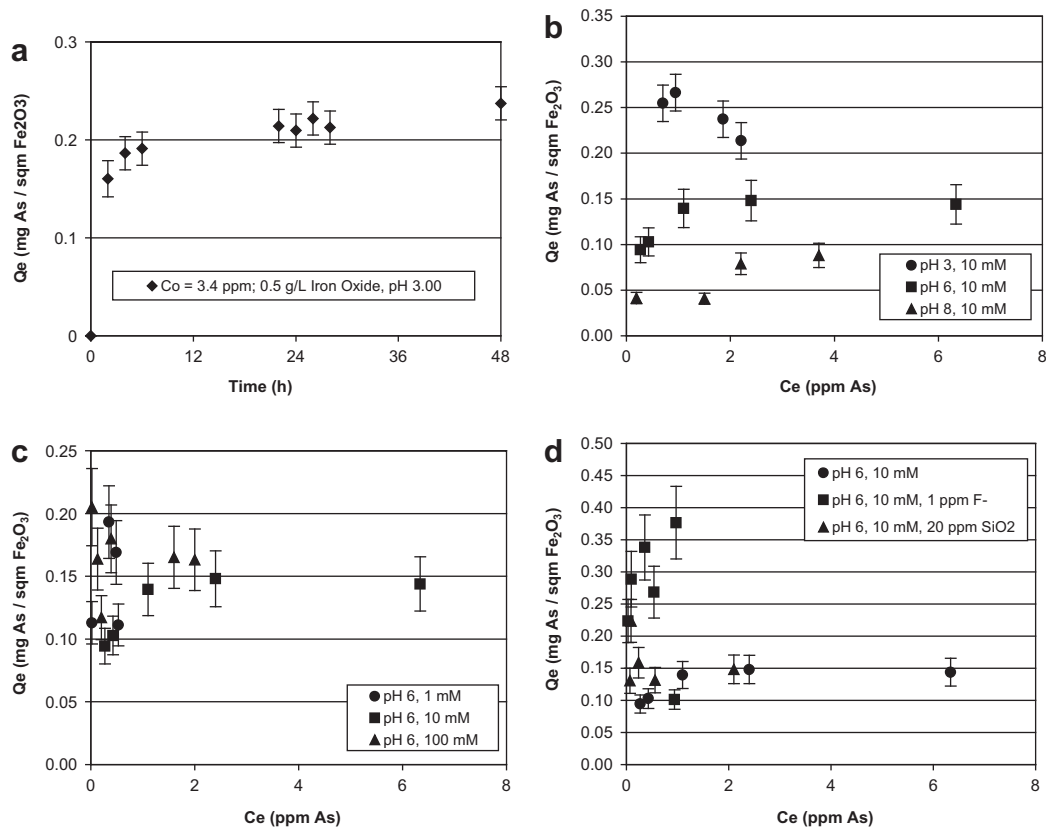 a
0.3
0.2
0.1
0
Qe (mg As / sqm Fe2O3)
Co = 3.4 ppm; 0.5 g/L Iron Oxide, pH 3.00
0 12 24 36 48
Time (h)
b
0.35
0.30
0.25
0.20
0.15
0.10
0.05
0.00
Qe (mg As / sqm Fe₂O₃)
pH 3, 10 mM
pH 6, 10 mM
pH 8, 10 mM
0 2 4 6 8
Ce (ppm As)
c
0.25
0.20
0.15
0.10
0.05
0.00
Qe (mg As / sqm Fe₂O₃)
pH 6, 1 mM
pH 6, 10 mM
pH 6, 100 mM
0 2 4 6 8
Ce (ppm As)
d
0.50
0.45
0.40
0.35
0.30
0.25
0.20
0.15
0.10
0.05
0.00
Qe (mg As / sqm Fe₂O₃)
pH 6, 10 mM
pH 6, 10 mM, 1 ppm F-
pH 6, 10 mM, 20 ppm SiO2
0 2 4 6 8
Ce (ppm As)